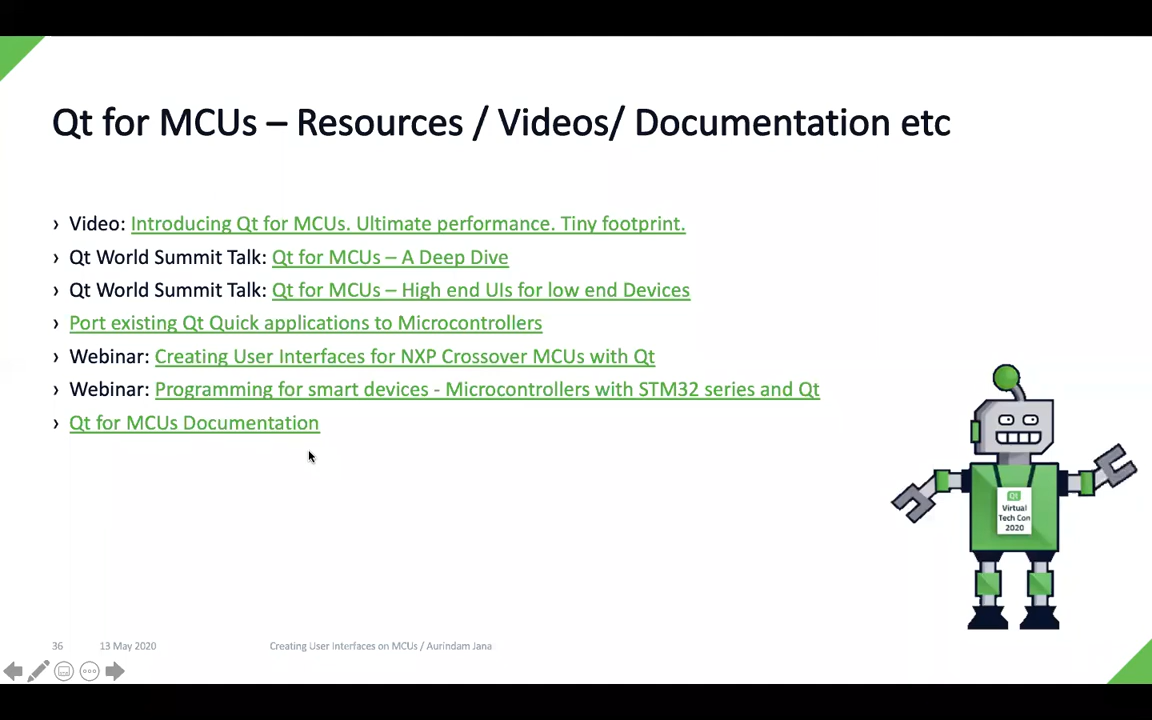 Qt for MCUs – Resources / Videos/ Documentation etc
› Video: Introducing Qt for MCUs. Ultimate performance. Tiny footprint.
› Qt World Summit Talk: Qt for MCUs – A Deep Dive
› Qt World Summit Talk: Qt for MCUs – High end UIs for low end Devices
› Port existing Qt Quick applications to Microcontrollers
› Webinar: Creating User Interfaces for NXP Crossover MCUs with Qt
› Webinar: Programming for smart devices - Microcontrollers with STM32 series and Qt
› Qt for MCUs Documentation
Qt
Virtual
Tech Con
2020
36 13 May 2020 Creating User Interfaces on MCUs / Aurindam Jana